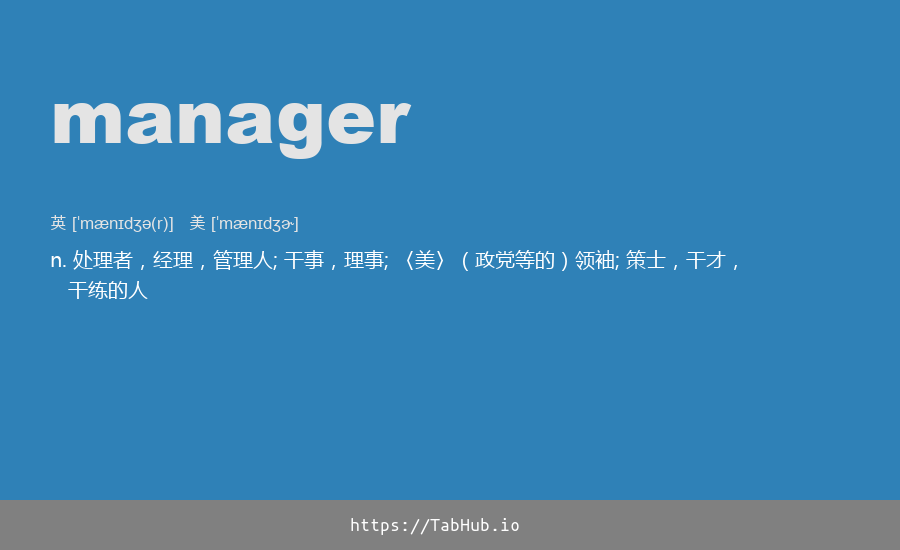 manager
英 [ˈmænɪdʒə(r)] 美 [ˈmænɪdʒɚ]
n. 处理者，经理，管理人; 干事，理事; 〈美〉（政党等的）领袖; 策士，干才，
干练的人
https://TabHub.io